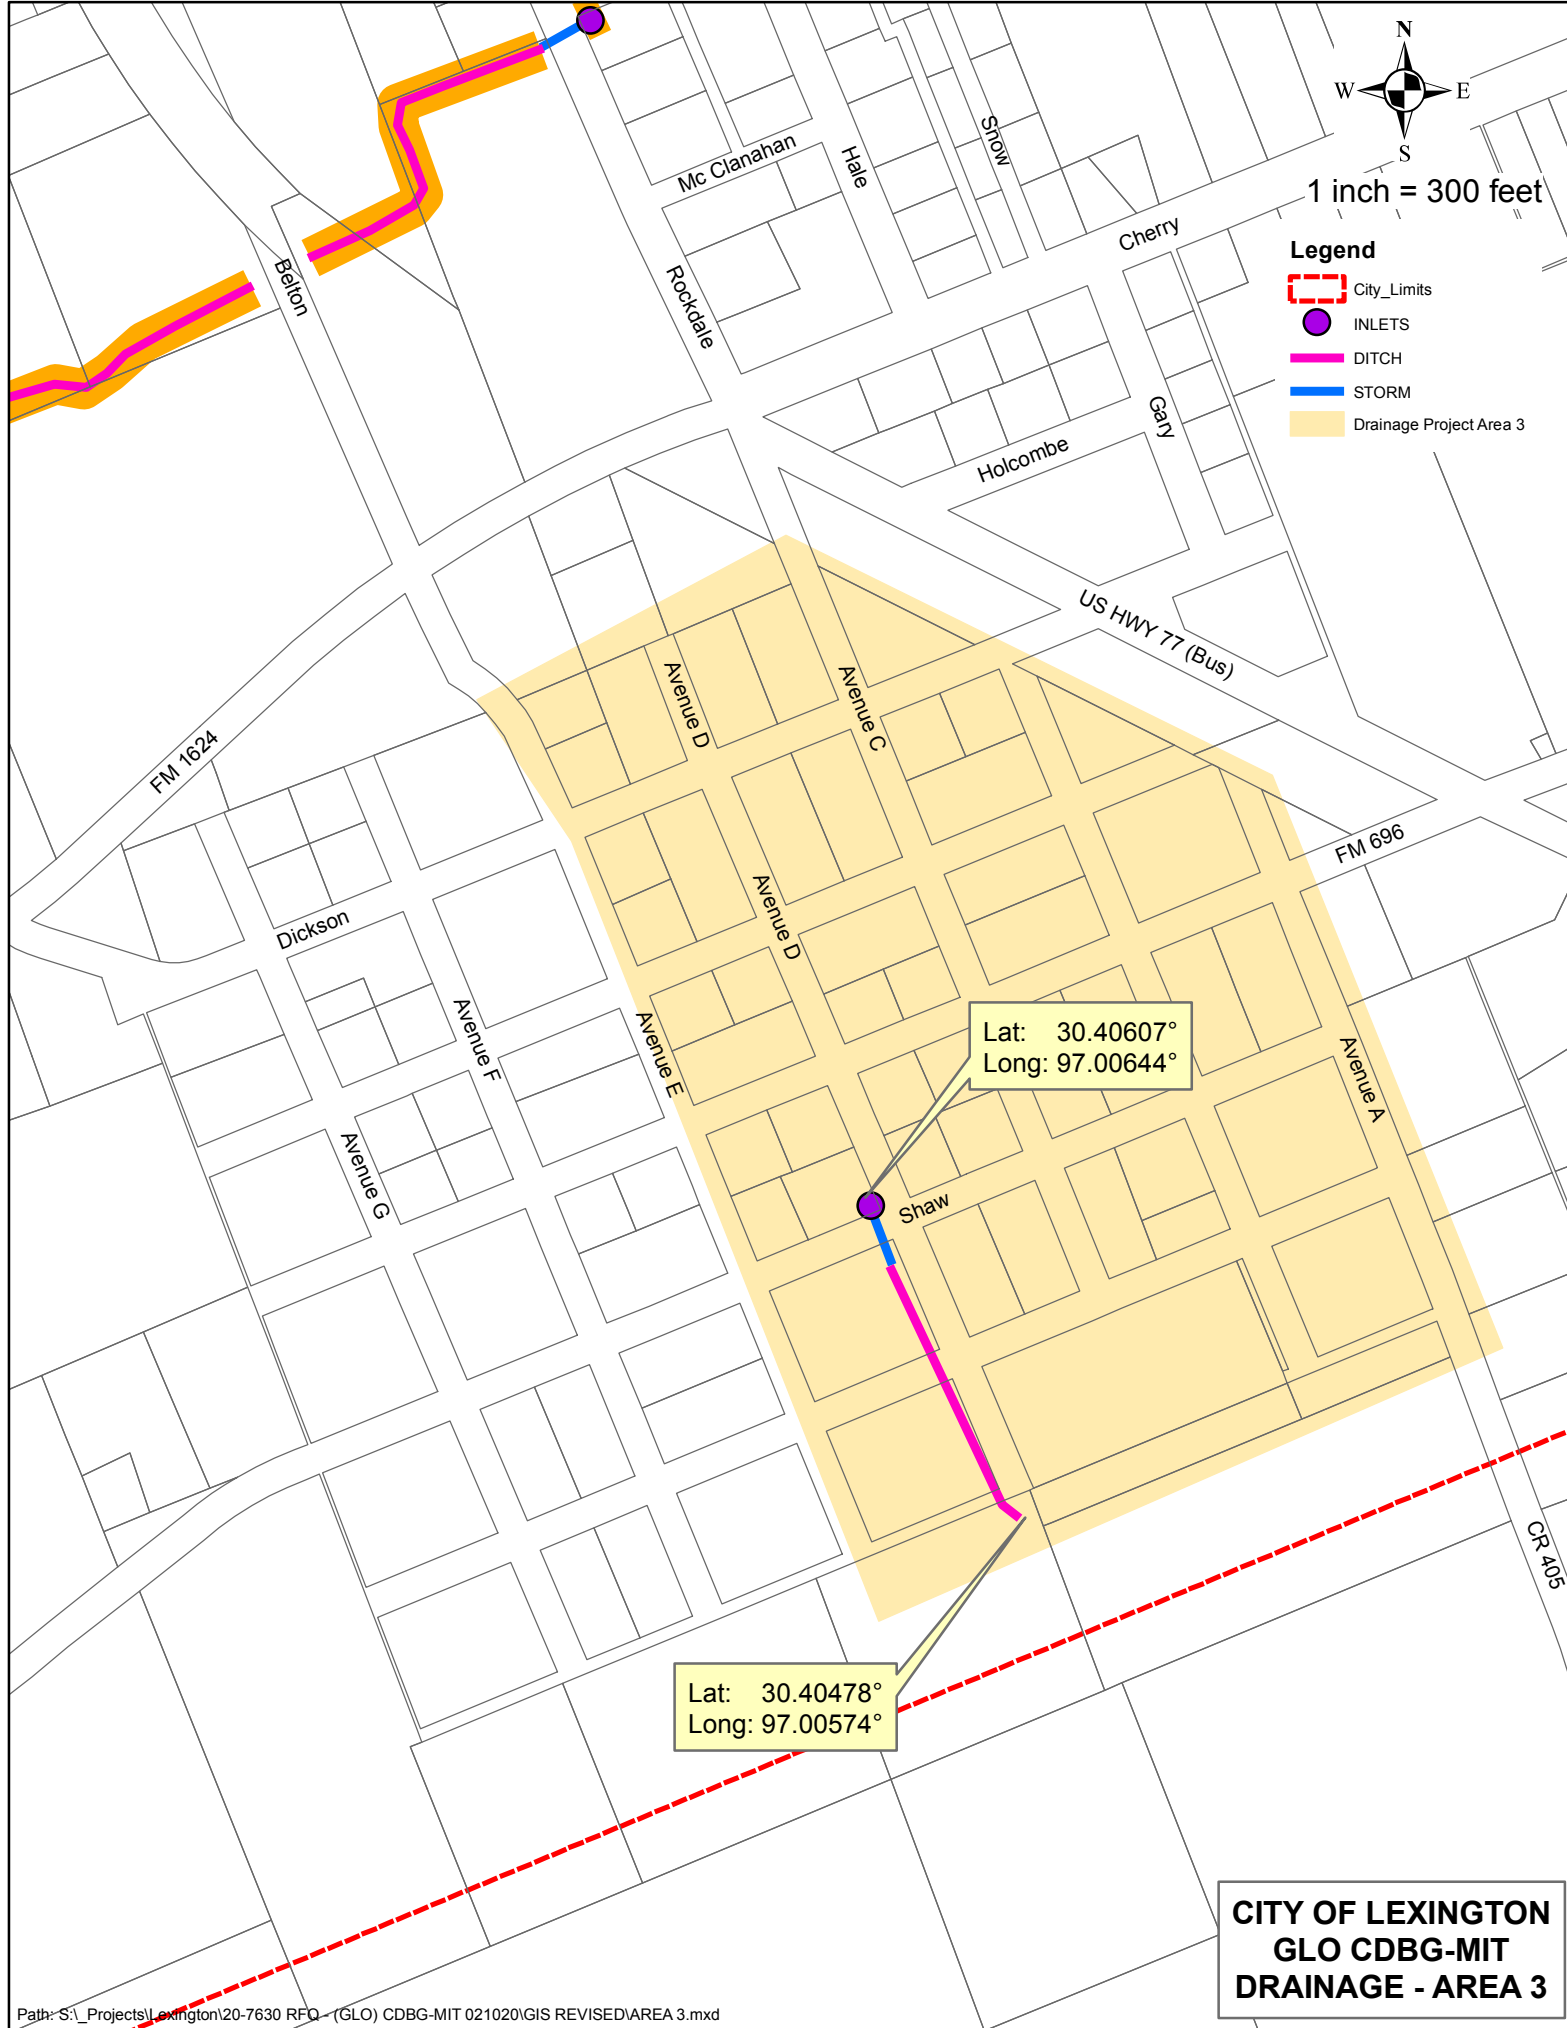 N
W E
S
1 inch = 300 feet
Legend
City_Limits
INLETS
DITCH
STORM
Drainage Project Area 3
Snow
Hale
Mc Clanahan
Cherry
Belton
Rockdale
Gary
Holcombe
US HWY 77 (Bus)
FM 1624
Avenue D
Avenue C
FM 696
Avenue D
Dickson
Avenue F
Avenue E
Avenue A
Lat: 30.40607°
Long: 97.00644°
Avenue G
Shaw
CR 405
Lat: 30.40478°
Long: 97.00574°
CITY OF LEXINGTON
GLO CDBG-MIT
DRAINAGE - AREA 3
Path: S:\_Projects\Lexington\20-7630 RFQ - (GLO) CDBG-MIT 021020\GIS REVISED\AREA 3.mxd